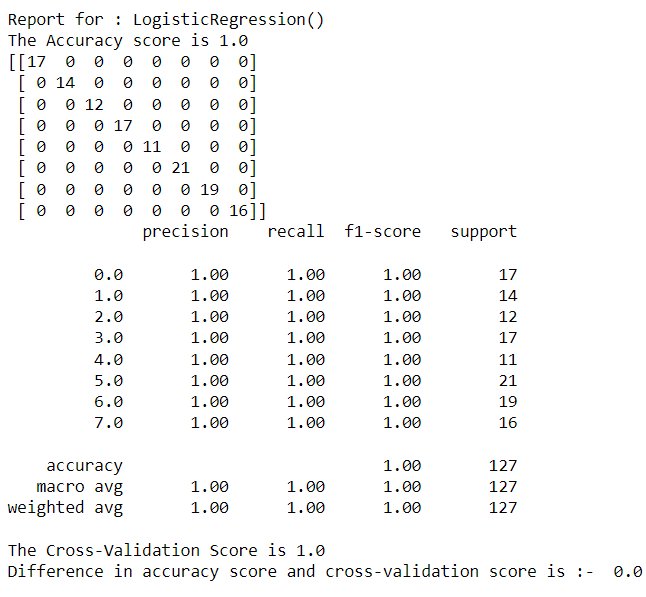 Report for : LogisticRegression()
The Accuracy score is 1.0
[[17  0  0  0  0  0  0  0]
 [ 0 14  0  0  0  0  0  0]
 [ 0  0 12  0  0  0  0  0]
 [ 0  0  0 17  0  0  0  0]
 [ 0  0  0  0 11  0  0  0]
 [ 0  0  0  0  0 21  0  0]
 [ 0  0  0  0  0  0 19  0]
 [ 0  0  0  0  0  0  0 16]]
              precision    recall  f1-score   support

         0.0       1.00      1.00      1.00        17
         1.0       1.00      1.00      1.00        14
         2.0       1.00      1.00      1.00        12
         3.0       1.00      1.00      1.00        17
         4.0       1.00      1.00      1.00        11
         5.0       1.00      1.00      1.00        21
         6.0       1.00      1.00      1.00        19
         7.0       1.00      1.00      1.00        16

    accuracy                           1.00       127
   macro avg       1.00      1.00      1.00       127
weighted avg       1.00      1.00      1.00       127

The Cross-Validation Score is 1.0
Difference in accuracy score and cross-validation score is :-  0.0